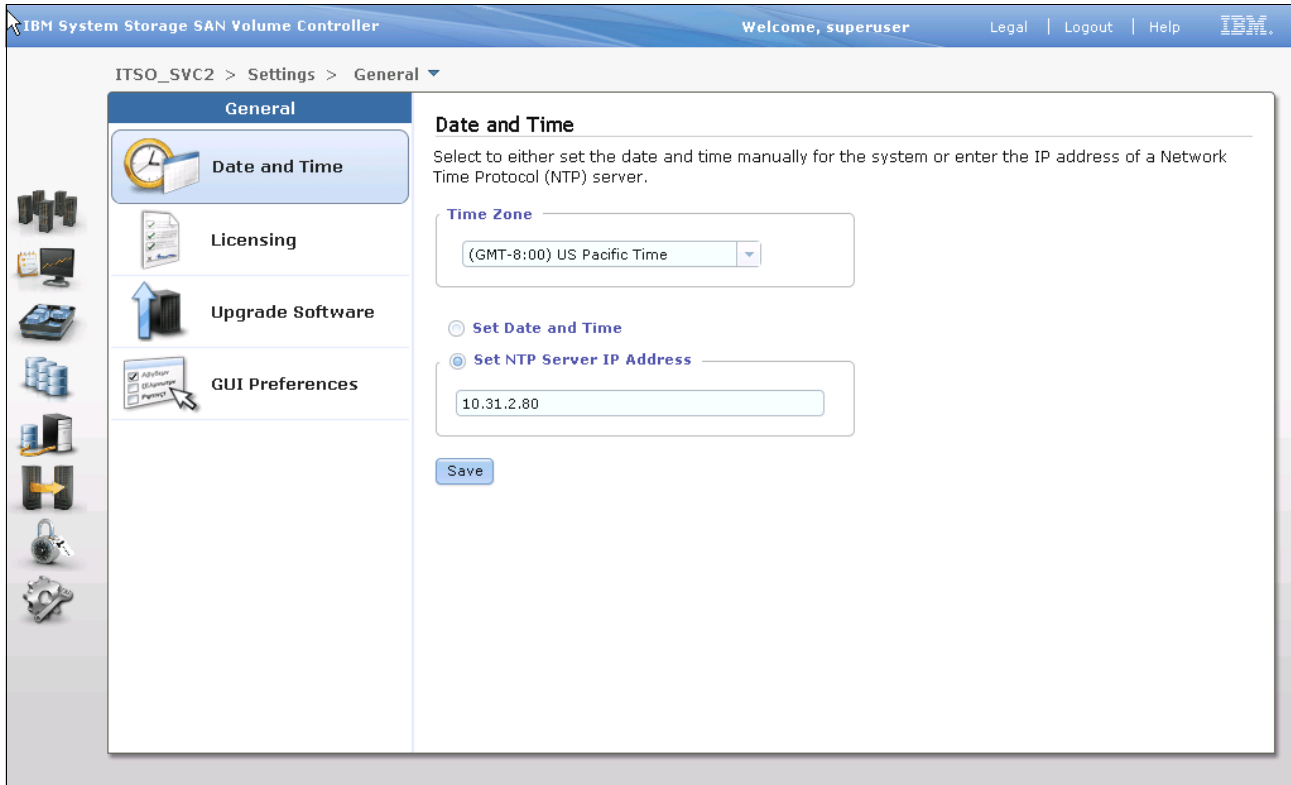 IBM System Storage SAN Volume Controller
Welcome, superuser
Legal | Logout | Help
IBM.
ITSO_SVC2 > Settings > General
General
Date and Time
Licensing
Upgrade Software
GUI Preferences
Date and Time
Select to either set the date and time manually for the system or enter the IP address of a Network
Time Protocol (NTP) server.
Time Zone
(GMT-8:00) US Pacific Time
Set Date and Time
Set NTP Server IP Address
10.31.2.80
Save